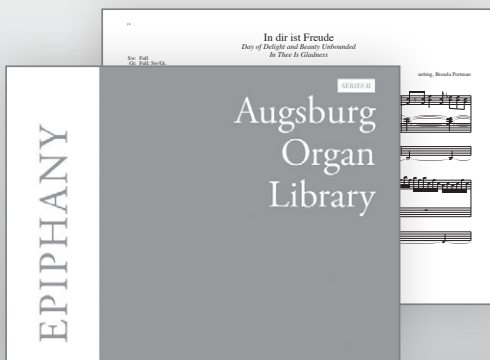 In dir ist Freude
Day of Delight and Beauty Unbounded
In Thee Is Gladness
Sw: Full
Gt: Full; Sw/Gt
setting, Brenda Portman
SERIES II
Augsburg
Organ
Library
EPIPHANY